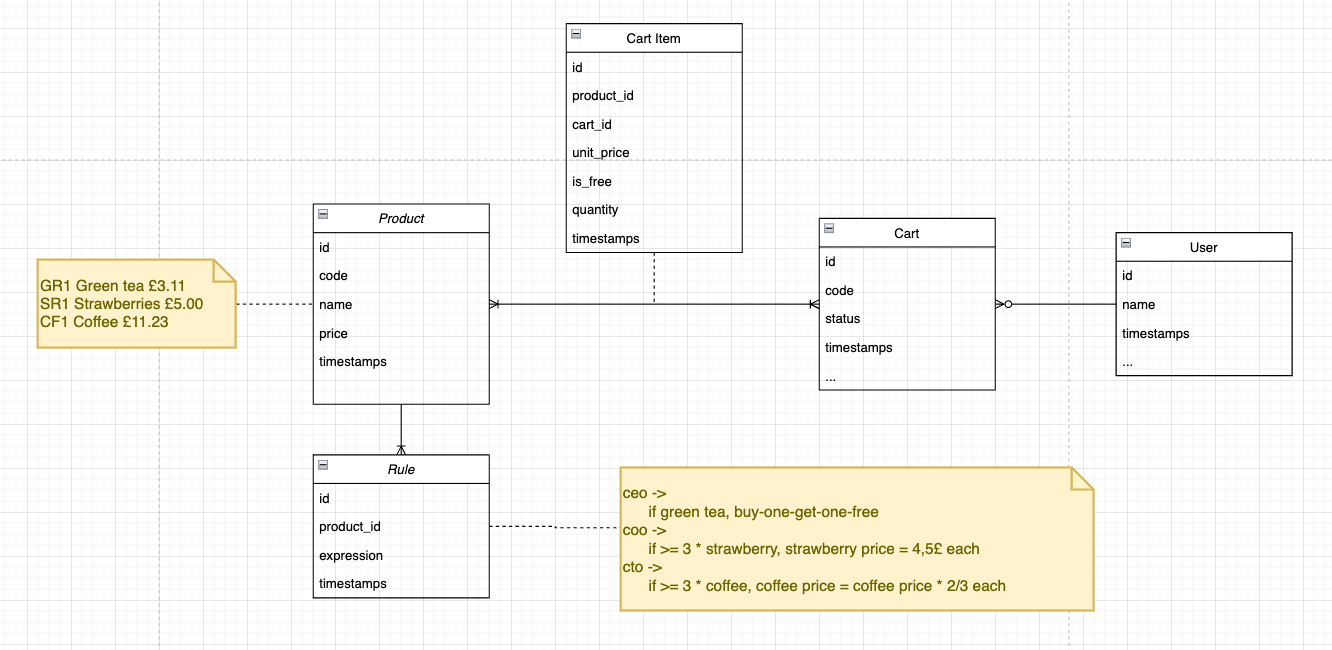 Cart Item
id
product_id
cart_id
unit_price
is_free
quantity
timestamps
Product
id
code
name
price
timestamps
GR1 Green tea £3.11
SR1 Strawberries £5.00
CF1 Coffee £11.23
Cart
id
code
status
timestamps
...
User
id
name
timestamps
...
Rule
id
product_id
expression
timestamps
ceo ->
if green tea, buy-one-get-one-free
coo ->
if >= 3 * strawberry, strawberry price = 4,5£ each
cto ->
if >= 3 * coffee, coffee price = coffee price * 2/3 each